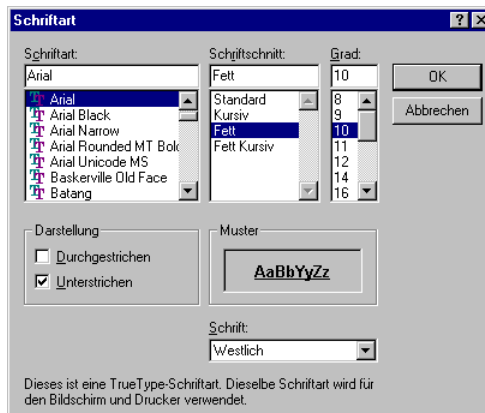 Schriftart
Schriftart:
Arial
Arial
Arial Black
Arial Narrow
Arial Rounded MT Bold
Arial Unicode MS
Baskerville Old Face
Batang
Schriftschnitt:
Fett
Standard
Kursiv
Fett
Fett Kursiv
Grad:
10
8
9
10
11
12
14
16
OK
Abbrechen
Darstellung
Durchgestrichen
Unterstrichen
Muster
AaBbYyZz
Schrift:
Westlich
Dieses ist eine TrueType-Schriftart. Dieselbe Schriftart wird für
den Bildschirm und Drucker verwendet.